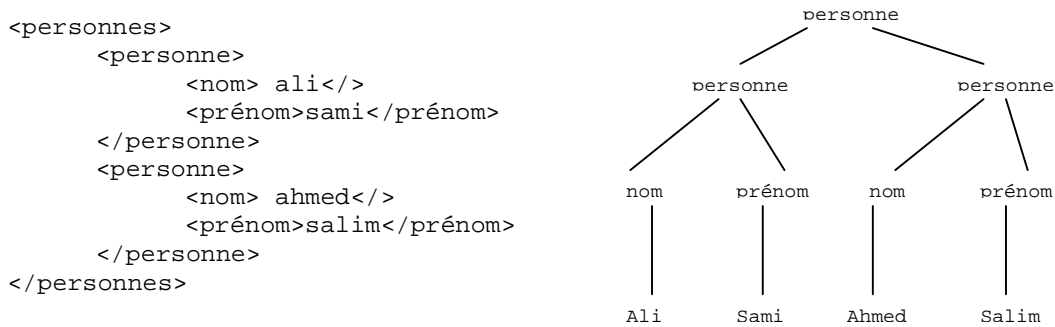 <personnes>
<personne>
<nom> ali</>
<prénom>sami</prénom>
</personne>
<personne>
<nom> ahmed</>
<prénom>salim</prénom>
</personne>
</personnes>
personne
personne personne
nom prénom nom prénom
Ali Sami Ahmed Salim